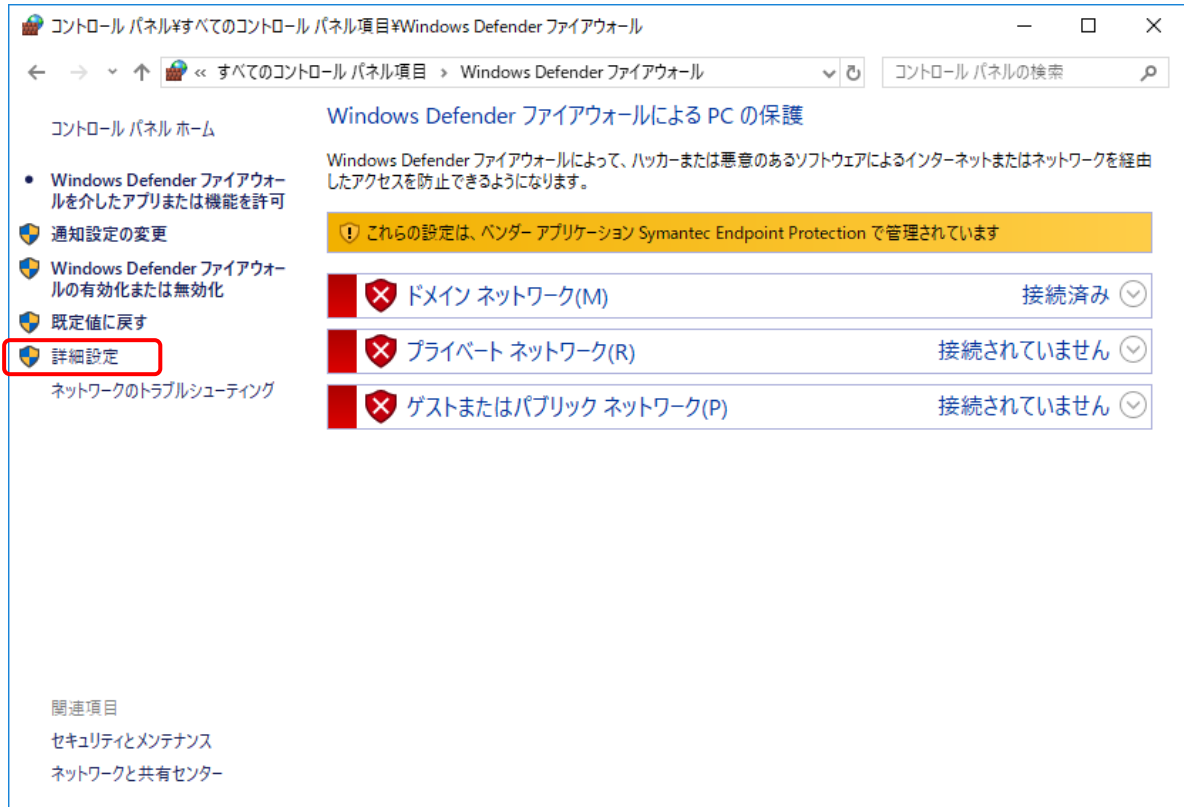 コントロール パネル¥すべてのコントロール パネル項目¥Windows Defender ファイアウォール
« すべてのコントロール パネル項目 › Windows Defender ファイアウォール
コントロール パネルの検索
コントロール パネル ホーム
Windows Defender ファイアウォー
ルを介したアプリまたは機能を許可
通知設定の変更
Windows Defender ファイアウォー
ルの有効化または無効化
既定値に戻す
詳細設定
ネットワークのトラブルシューティング
Windows Defender ファイアウォールによる PC の保護
Windows Defender ファイアウォールによって、ハッカーまたは悪意のあるソフトウェアによるインターネットまたはネットワークを経由
したアクセスを防止できるようになります。
これらの設定は、ベンダー アプリケーション Symantec Endpoint Protection で管理されています
ドメイン ネットワーク(M) 接続済み
プライベート ネットワーク(R) 接続されていません
ゲストまたはパブリック ネットワーク(P) 接続されていません
関連項目
セキュリティとメンテナンス
ネットワークと共有センター